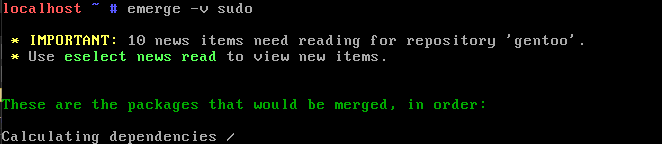 localhost ~ # emerge -v sudo
* IMPORTANT: 10 news items need reading for repository 'gentoo'.
* Use eselect news read to view new items.
These are the packages that would be merged, in order:
Calculating dependencies /